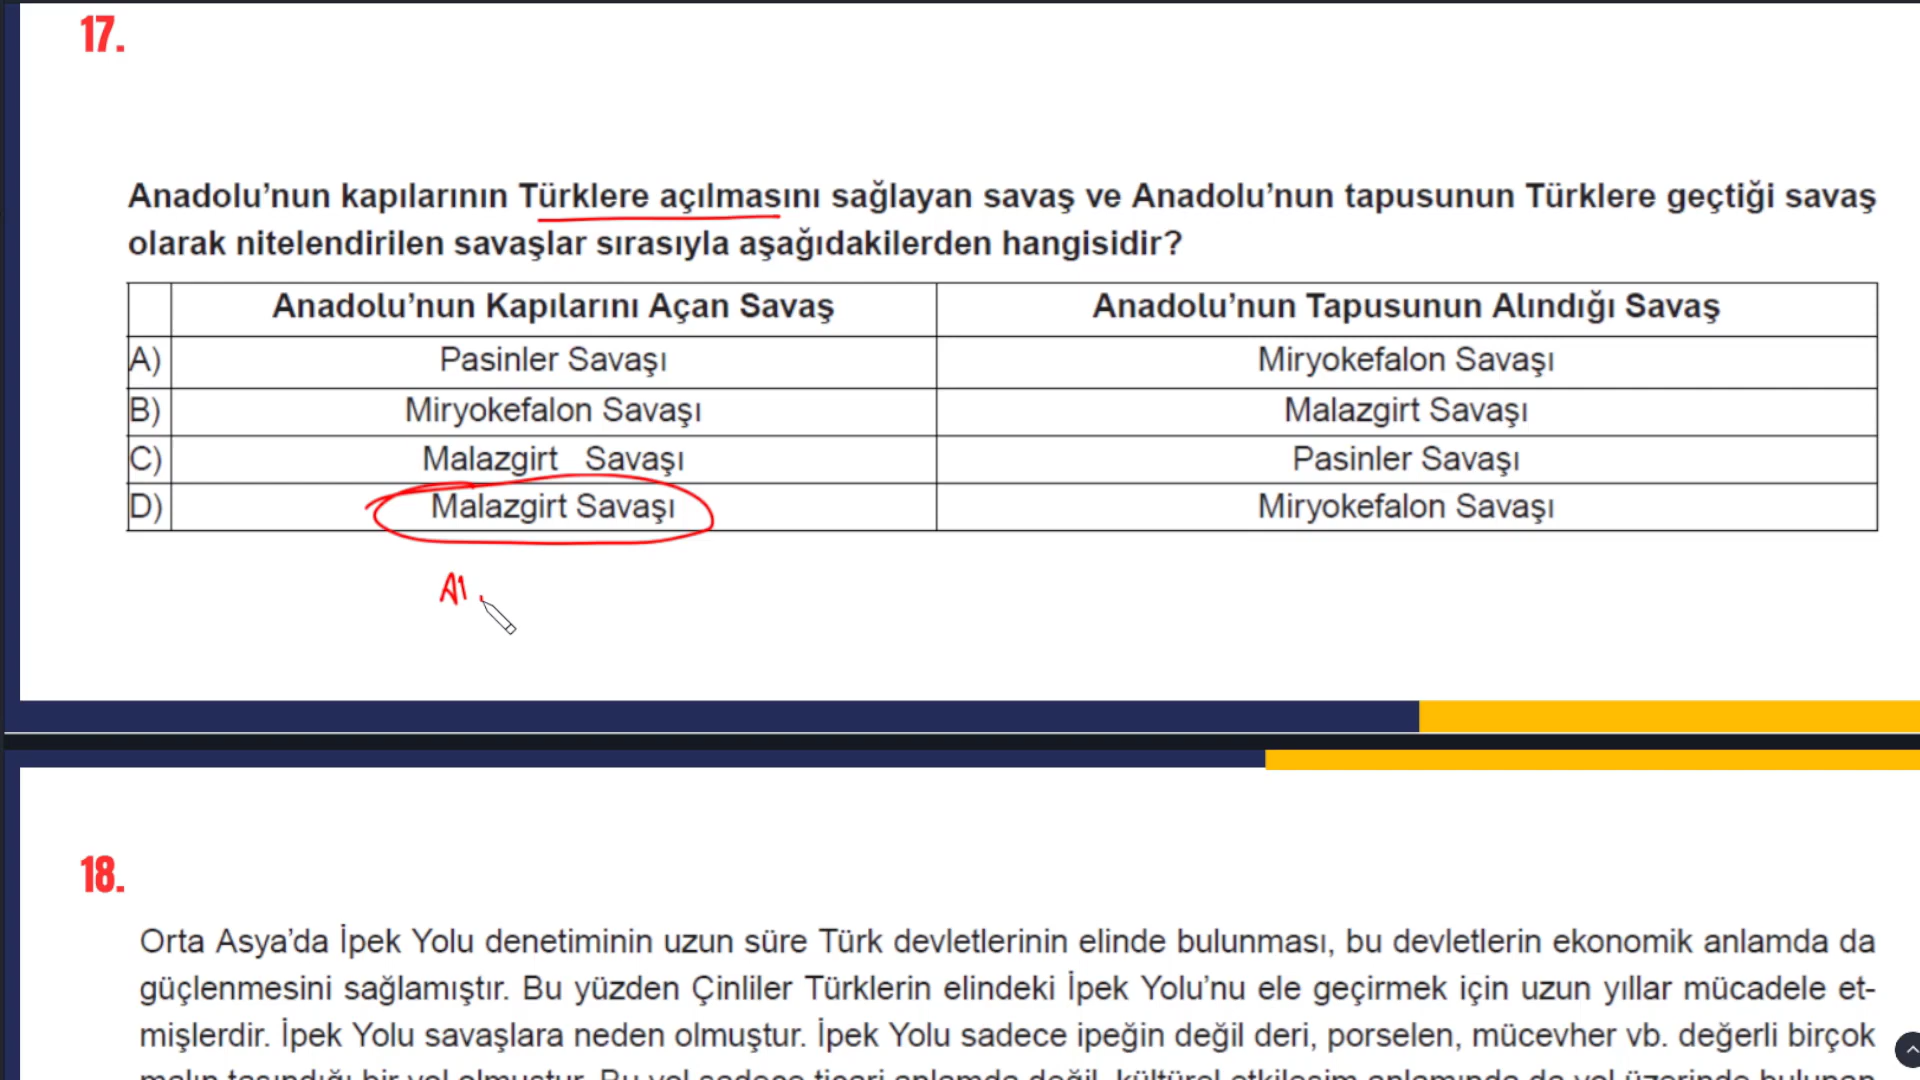 17.
Anadolu’nun kapılarının Türklere açılmasını sağlayan savaş ve Anadolu’nun tapusunun Türklere geçtiği savaş
olarak nitelendirilen savaşlar sırasıyla aşağıdakilerden hangisidir?
Anadolu’nun Kapılarını Açan Savaş Anadolu’nun Tapusunun Alındığı Savaş
A) Pasinler Savaşı Miryokefalon Savaşı
B) Miryokefalon Savaşı Malazgirt Savaşı
C) Malazgirt Savaşı Pasinler Savaşı
D) Malazgirt Savaşı Miryokefalon Savaşı
18.
Orta Asya’da İpek Yolu denetiminin uzun süre Türk devletlerinin elinde bulunması, bu devletlerin ekonomik anlamda da
güçlenmesini sağlamıştır. Bu yüzden Çinliler Türklerin elindeki İpek Yolu’nu ele geçirmek için uzun yıllar mücadele et-
mişlerdir. İpek Yolu savaşlara neden olmuştur. İpek Yolu sadece ipeğin değil deri, porselen, mücevher vb. değerli birçok